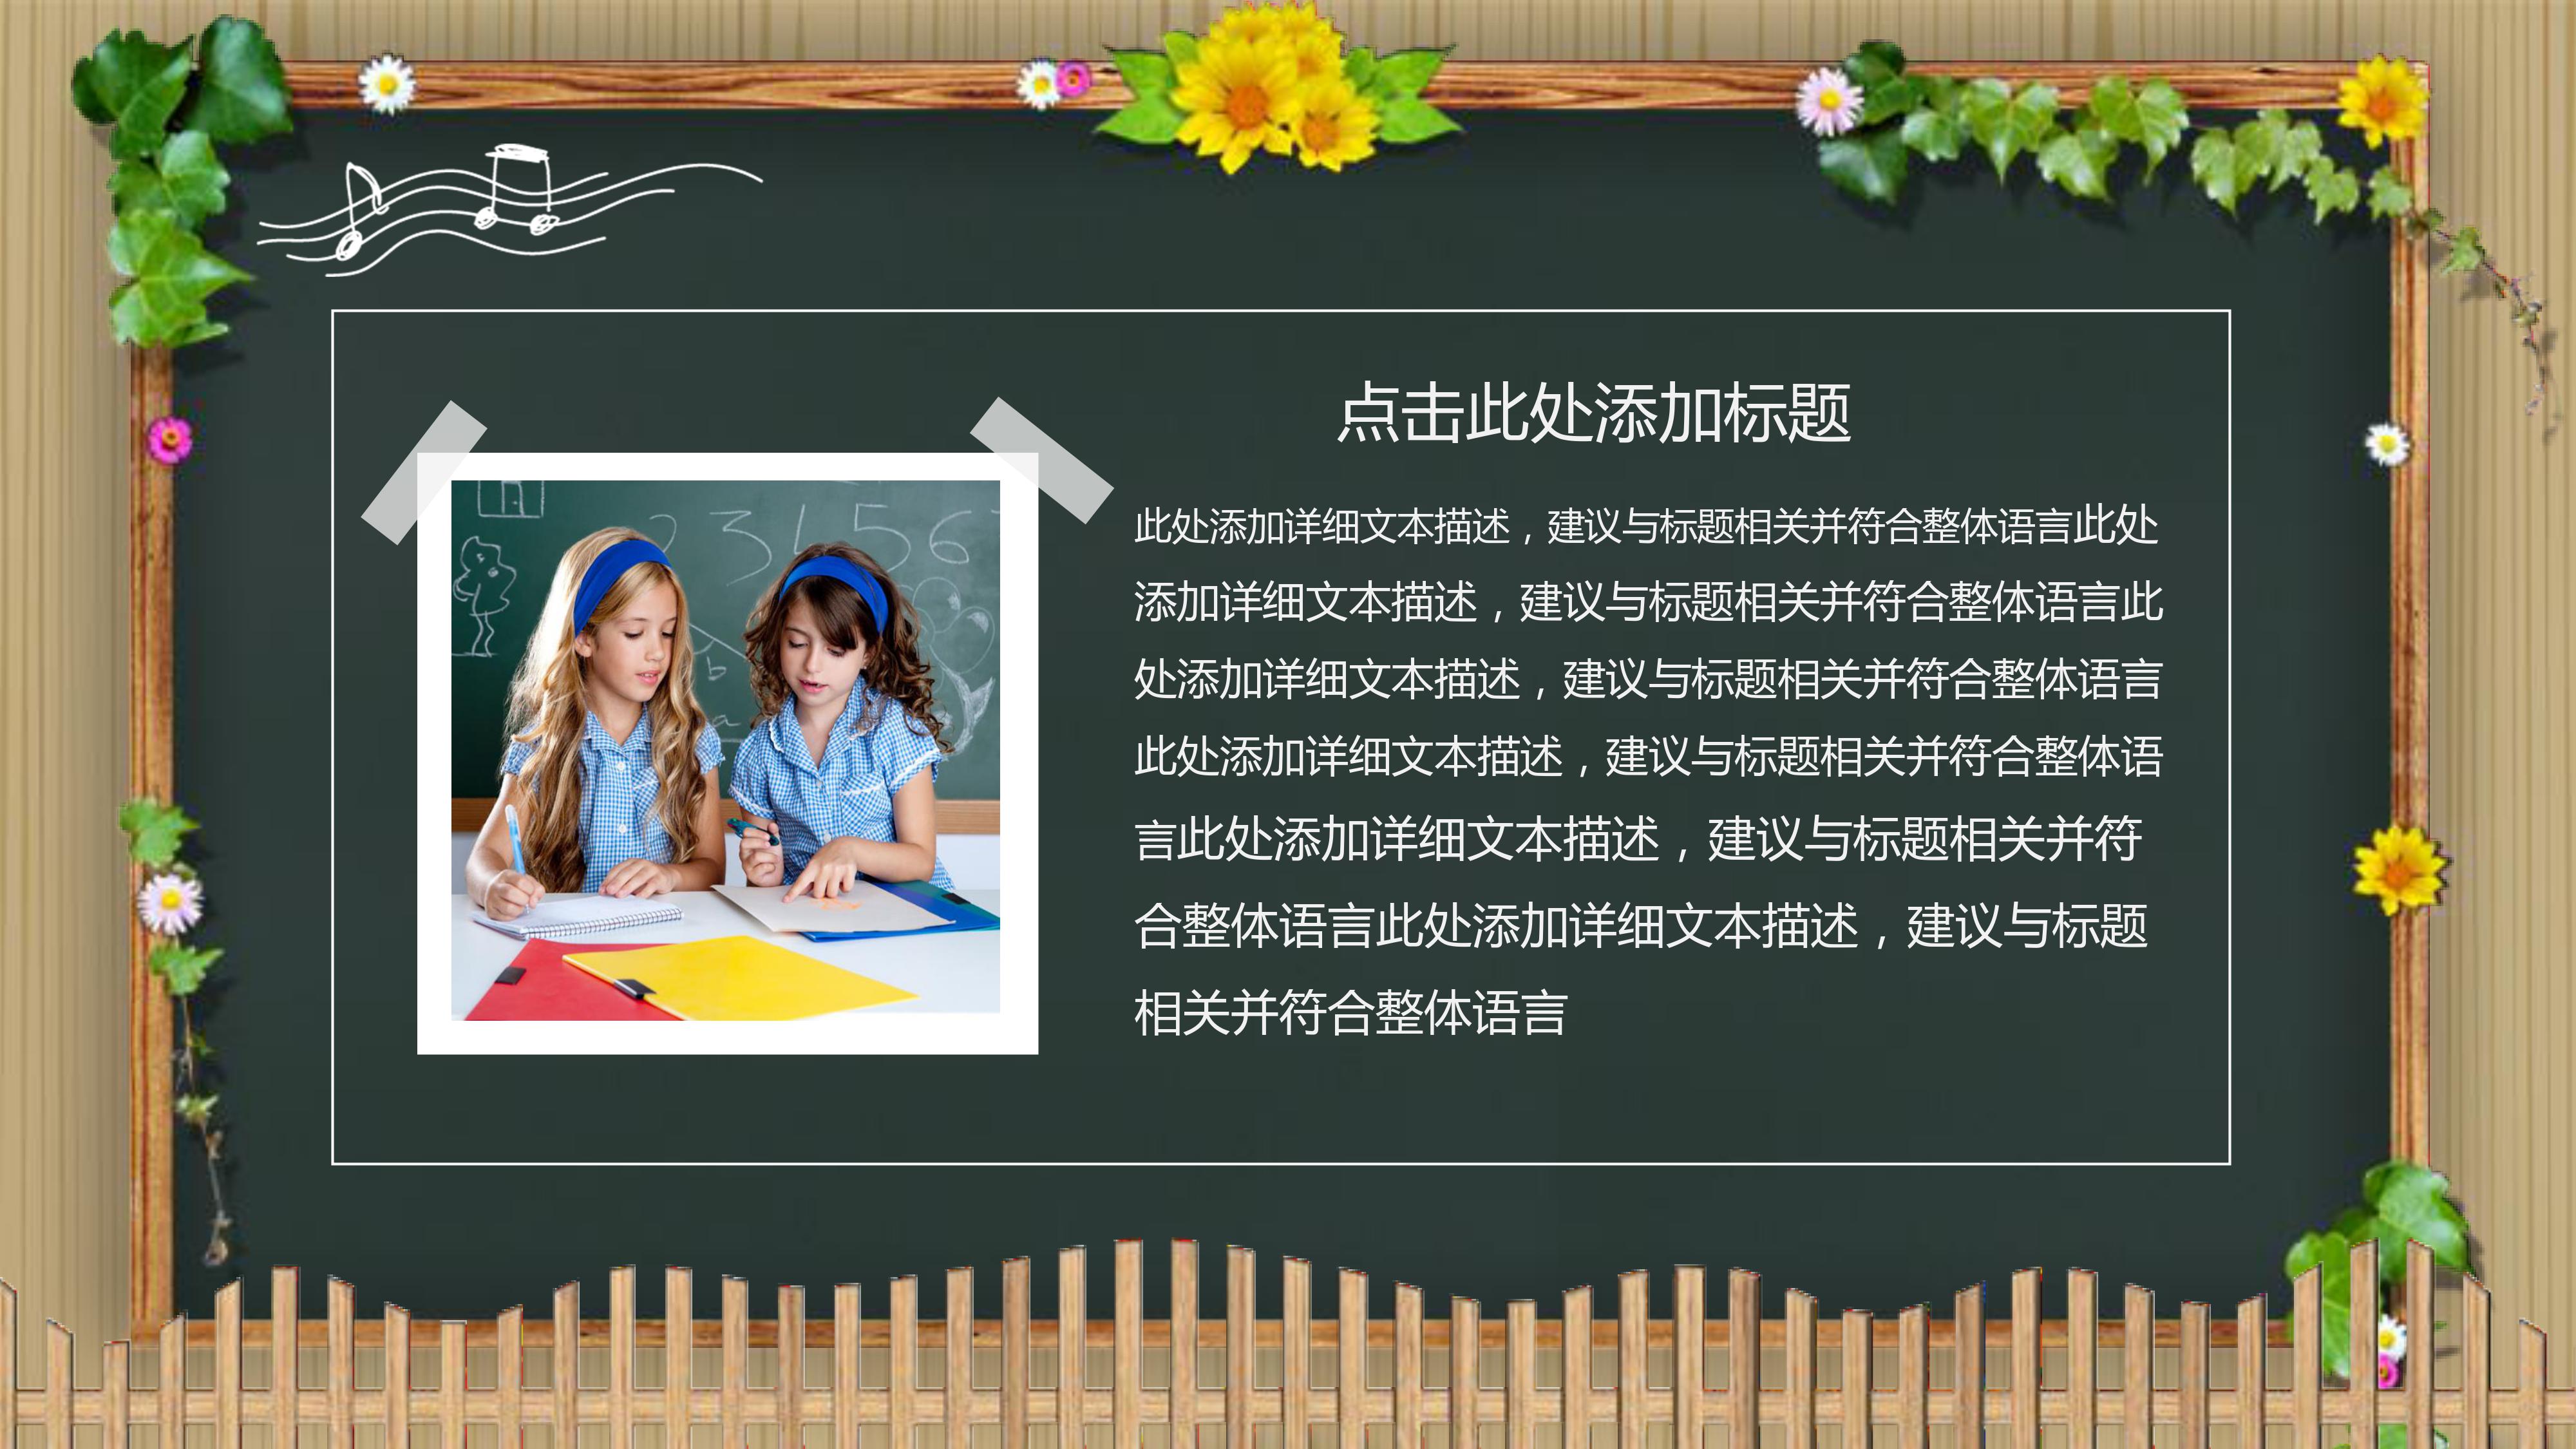 点击此处添加标题
此处添加详细文本描述，建议与标题相关并符合整体语言此处
添加详细文本描述，建议与标题相关并符合整体语言此
处添加详细文本描述，建议与标题相关并符合整体语言
此处添加详细文本描述，建议与标题相关并符合整体语
言此处添加详细文本描述，建议与标题相关并符
合整体语言此处添加详细文本描述，建议与标题
相关并符合整体语言
2 3 4 5 6
b
a